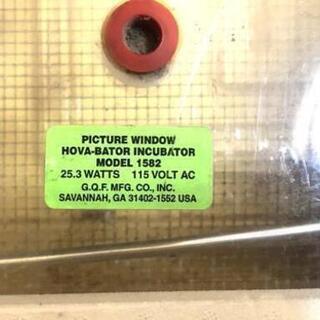 PICTURE WINDOW
HOVA-BATOR INCUBATOR
MODEL 1582
25.3 WATTS 115 VOLT AC
G.Q.F. MFG. CO., INC.
SAVANNAH, GA 31402-1552 USA